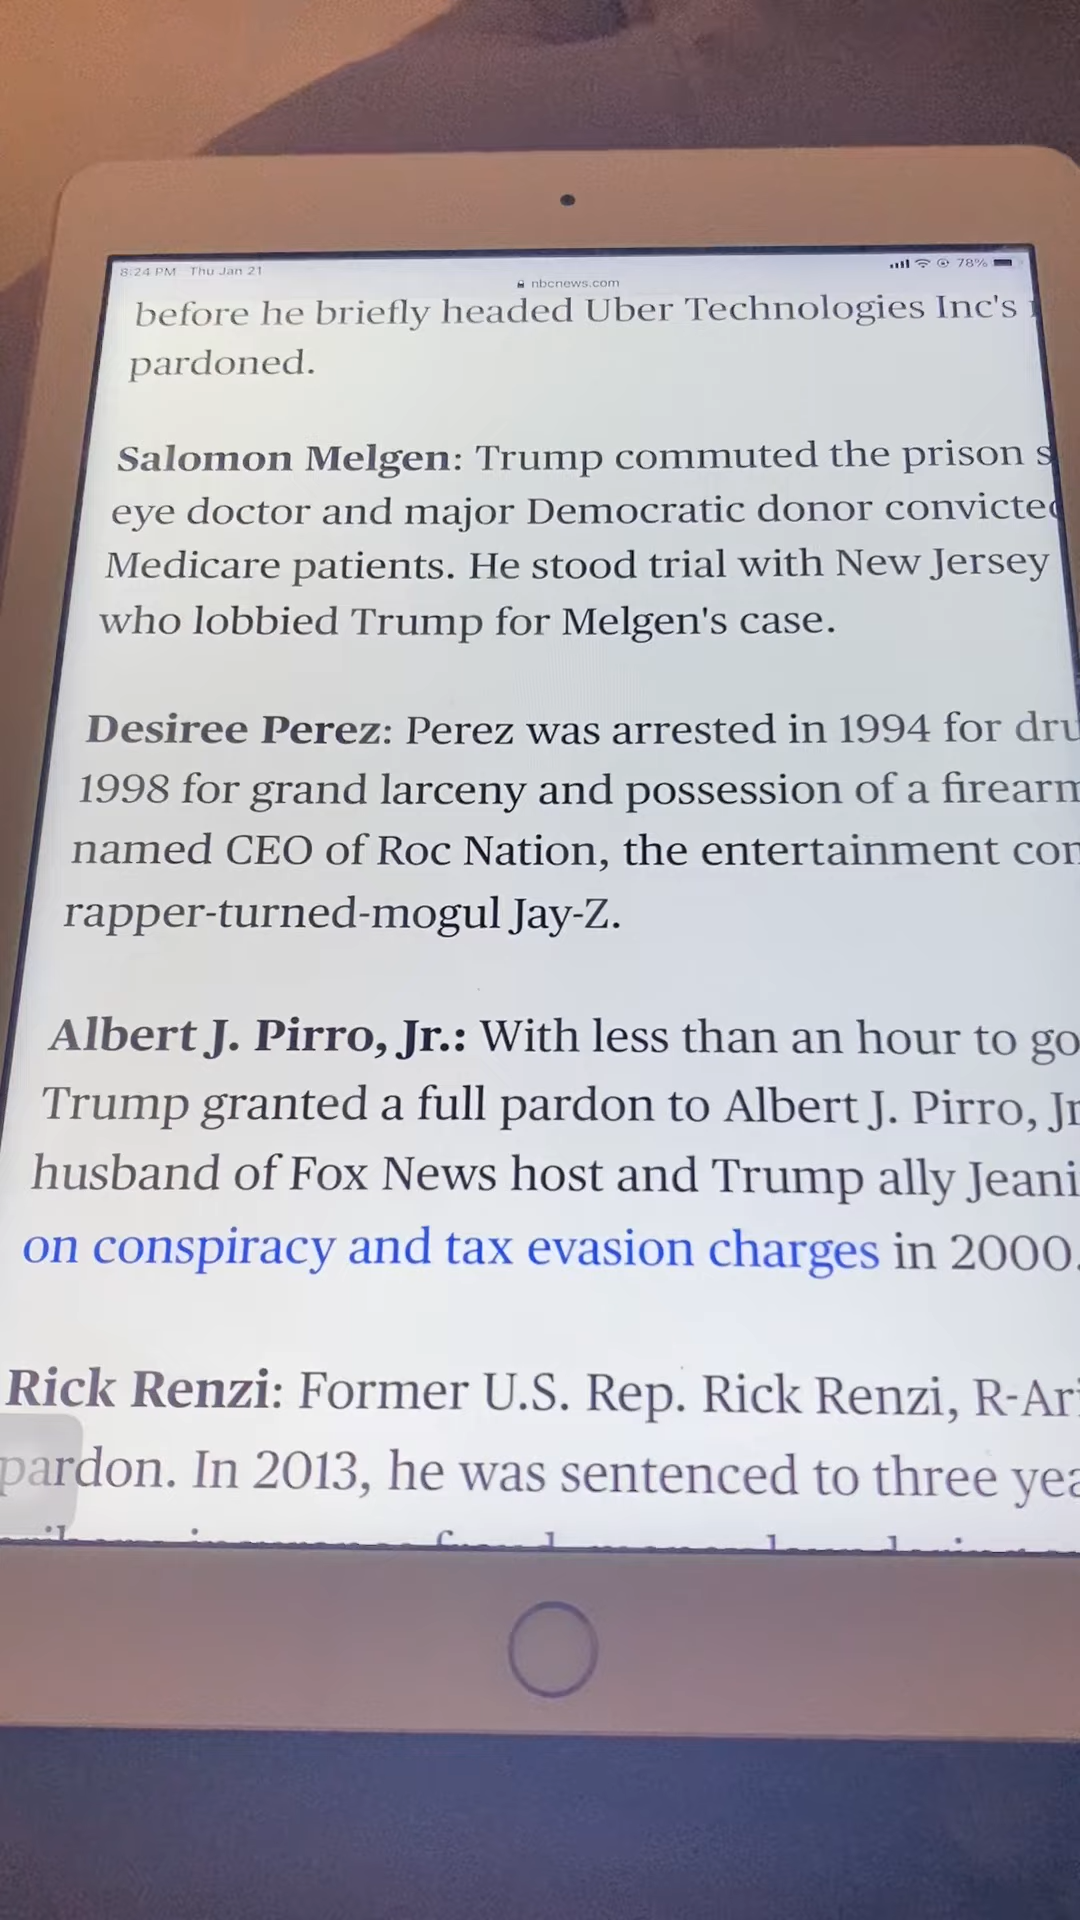 8:24 PM Thu Jan 21
78%
nbcnews.com
before he briefly headed Uber Technologies Inc's
pardoned.
Salomon Melgen: Trump commuted the prison s
eye doctor and major Democratic donor convicted
Medicare patients. He stood trial with New Jersey
who lobbied Trump for Melgen's case.
Desiree Perez: Perez was arrested in 1994 for dru
1998 for grand larceny and possession of a firearm
named CEO of Roc Nation, the entertainment com
rapper-turned-mogul Jay-Z.
Albert J. Pirro, Jr.: With less than an hour to go
Trump granted a full pardon to Albert J. Pirro, Jr
husband of Fox News host and Trump ally Jeani
on conspiracy and tax evasion charges in 2000.
Rick Renzi: Former U.S. Rep. Rick Renzi, R-Ari
pardon. In 2013, he was sentenced to three yea